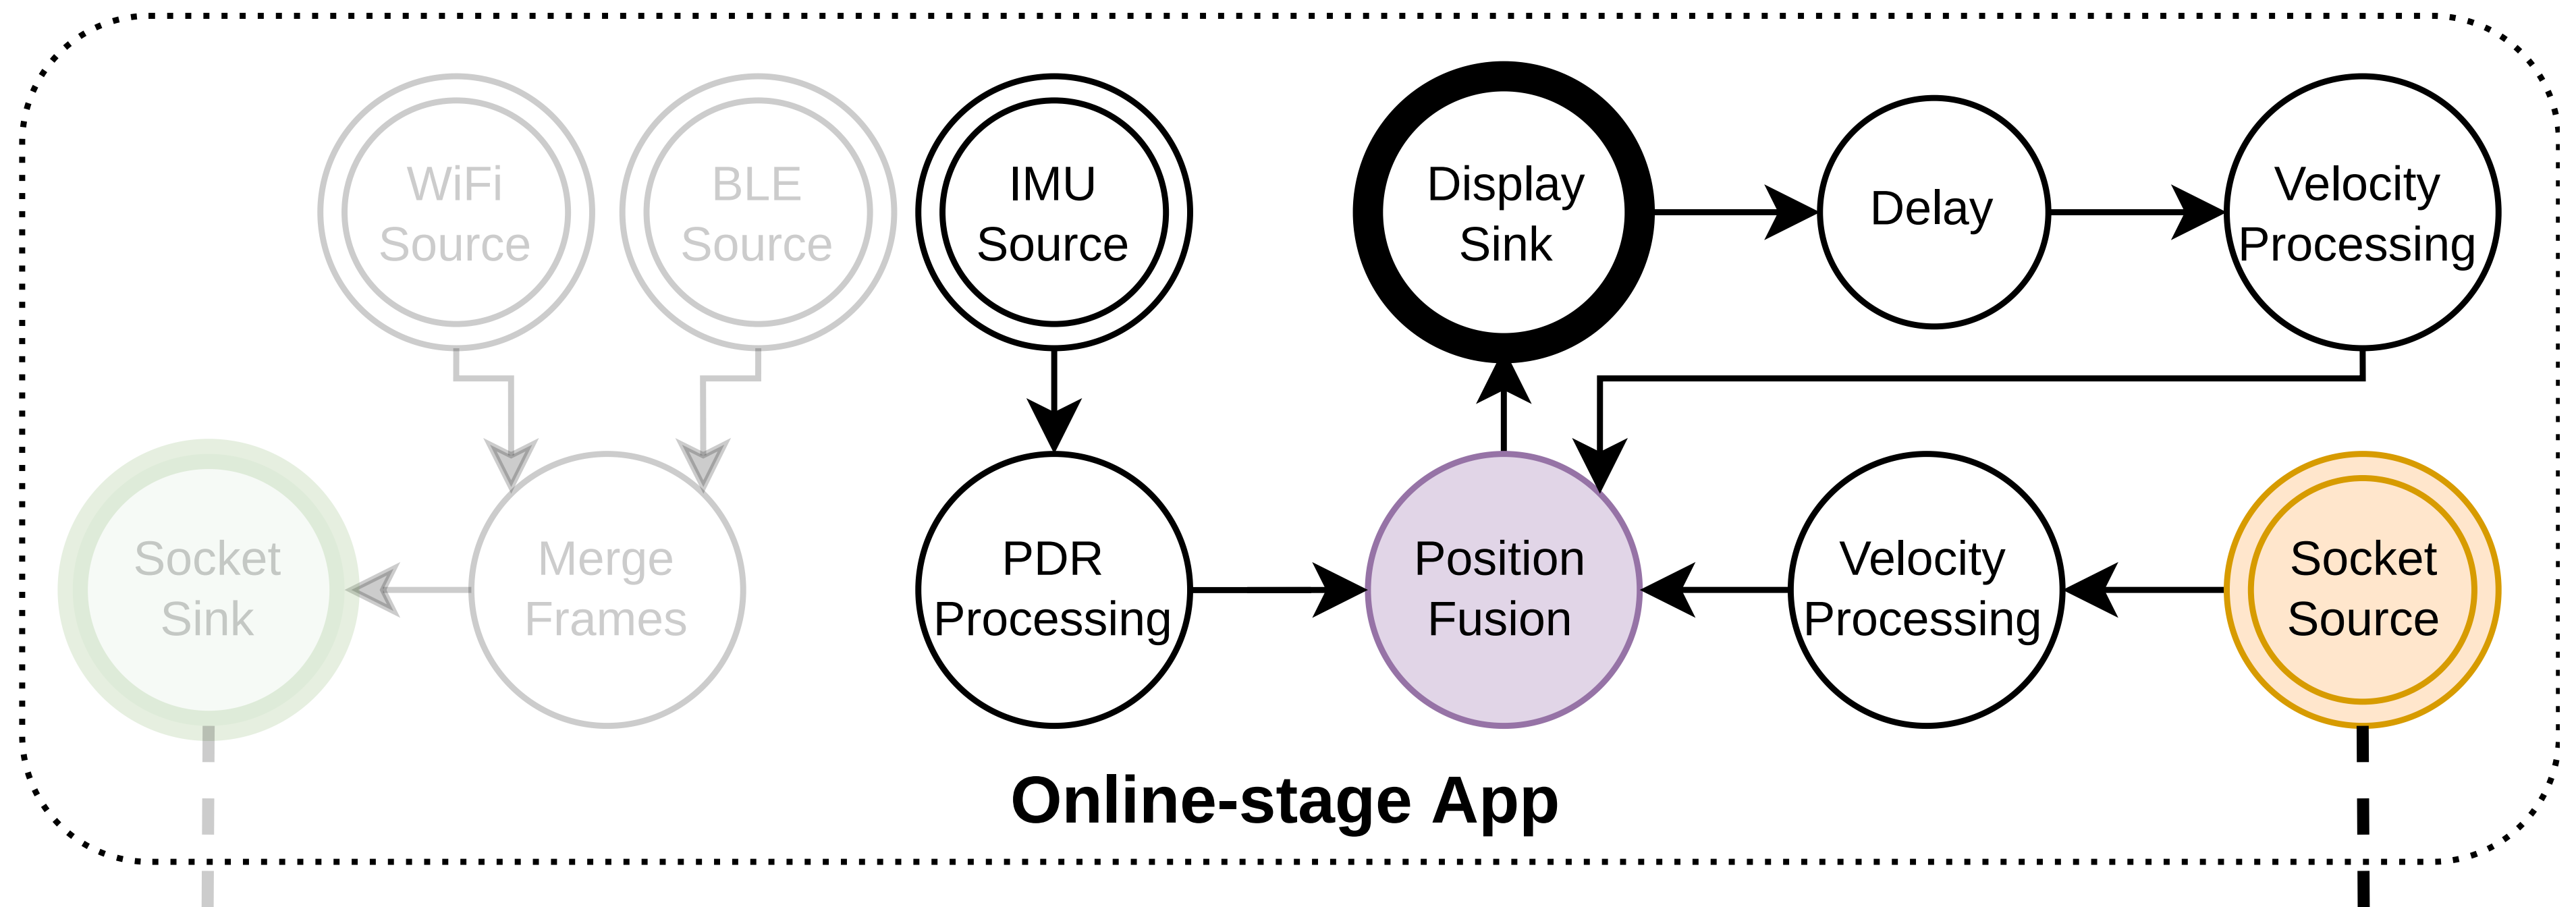 WiFi
Source
BLE
Source
IMU
Source
Display
Sink
Delay
Velocity
Processing
Socket
Sink
Merge
Frames
PDR
Processing
Position
Fusion
Velocity
Processing
Socket
Source
Online-stage App